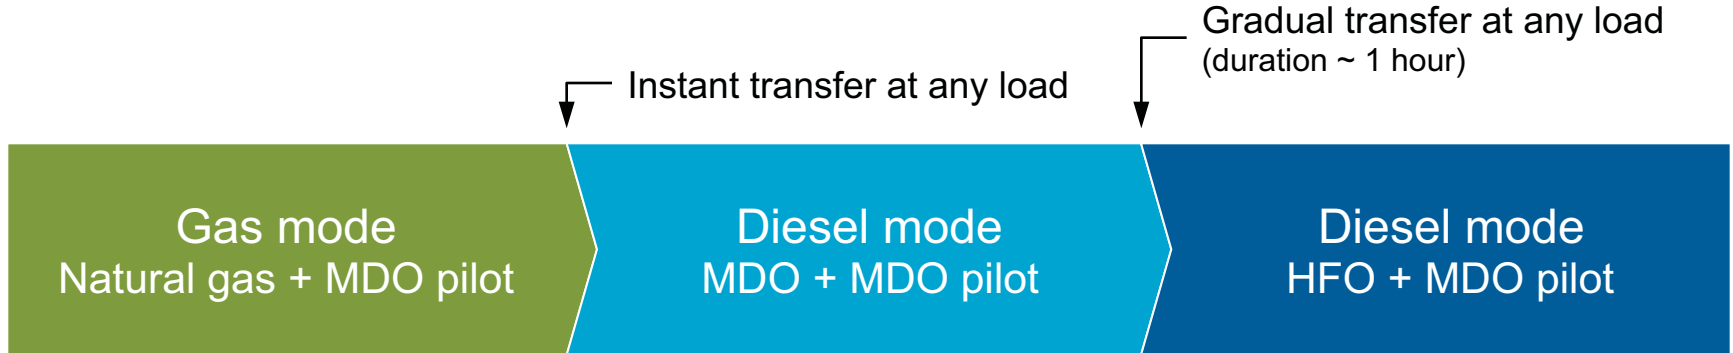 Gradual transfer at any load
(duration ~ 1 hour)
Instant transfer at any load
Gas mode
Natural gas + MDO pilot
Diesel mode
MDO + MDO pilot
Diesel mode
HFO + MDO pilot